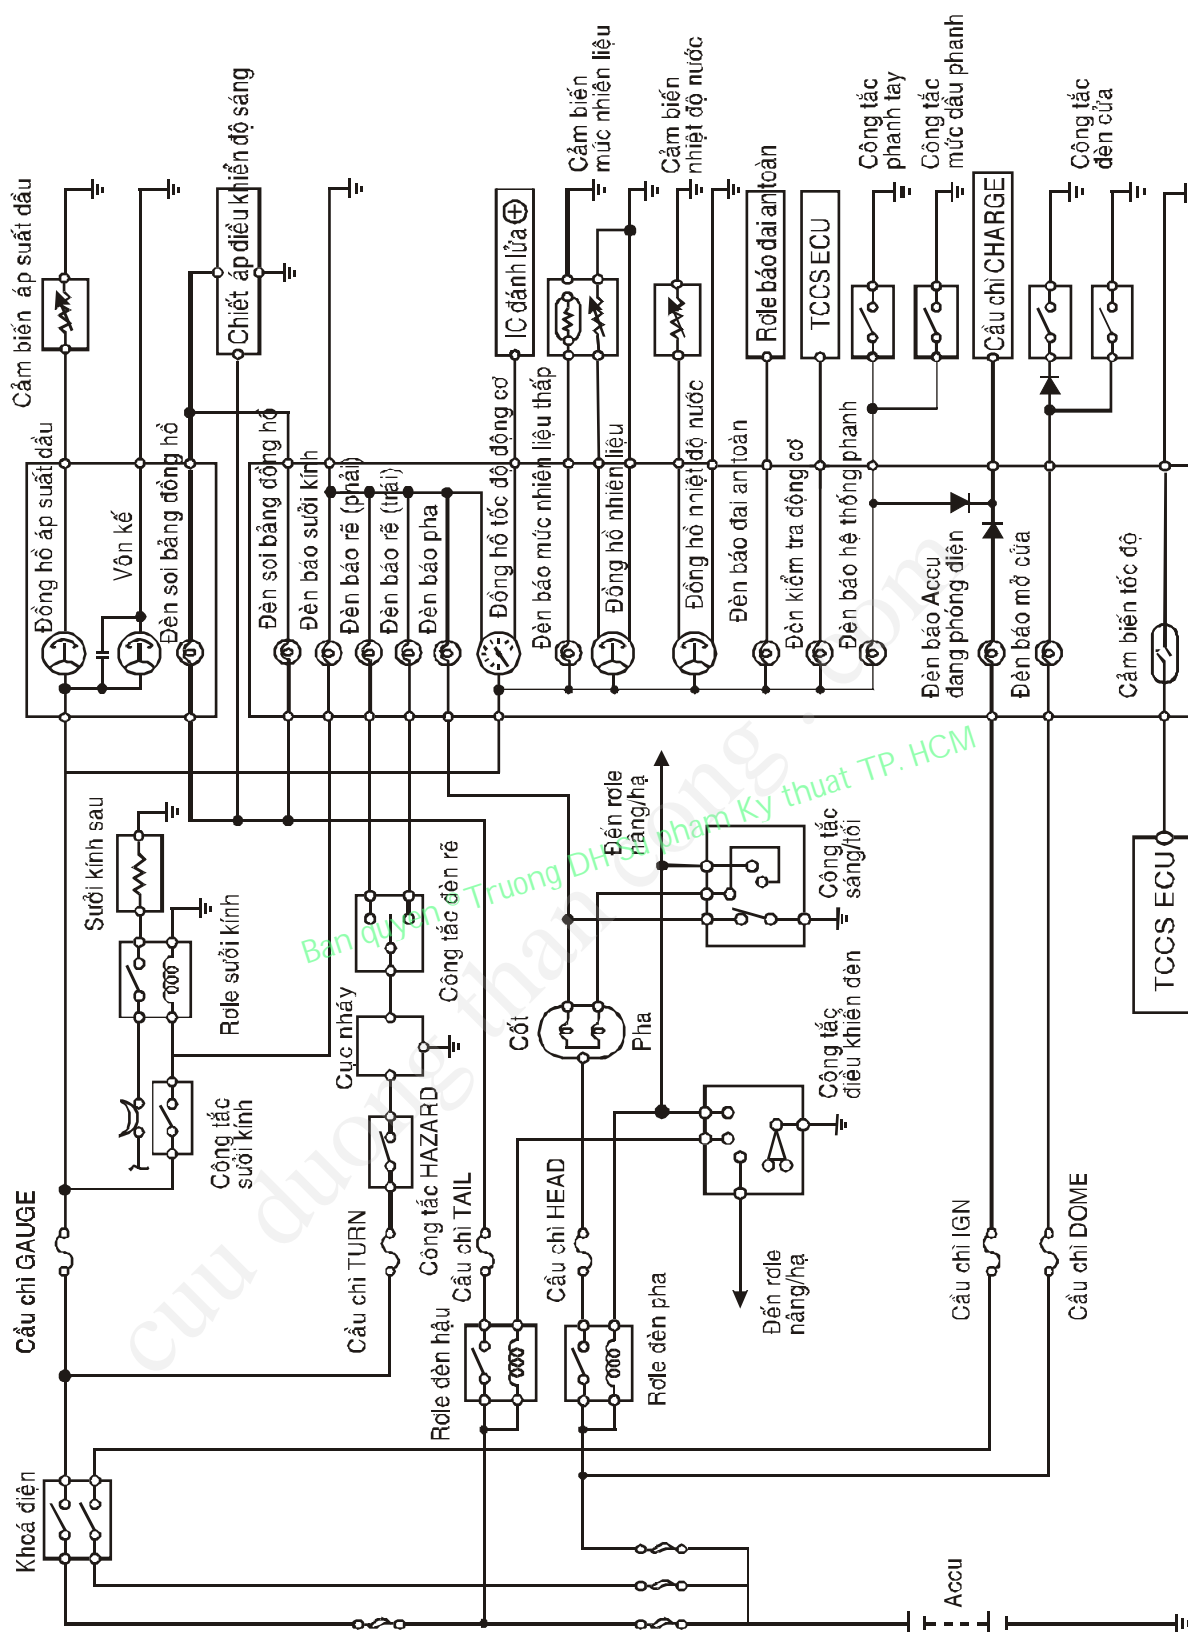 Cảm biến áp suất dầu
Chiết áp điều khiển độ sáng
IC đánh lửa
Cảm biến
mức nhiên liệu
Cảm biến
nhiệt độ nước
Rơle báo đai an toàn
TCCS ECU
Công tắc
phanh tay
Công tắc
mức dầu phanh
Cầu chì CHARGE
Công tắc
đèn cửa
Đồng hồ áp suất dầu
Vôn kế
Đèn soi bảng đồng hồ
Đèn soi bảng đồng hồ
Đèn báo sưởi kính
Đèn báo rẽ (phải)
Đèn báo rẽ (trái)
Đèn báo pha
Đồng hồ tốc độ động cơ
Đèn báo mức nhiên liệu thấp
Đồng hồ nhiên liệu
Đồng hồ nhiệt độ nước
Đèn báo đai an toàn
Đèn kiểm tra động cơ
Đèn báo hệ thống phanh
Đèn báo Accu
đang phóng điện
Đèn báo mở cửa
Cảm biến tốc độ
Sưởi kính sau
Rơle sưởi kính
Công tắc
sưởi kính
Cục nháy
Công tắc đèn rẽ
Công tắc HAZARD
Cốt
Pha
Đến rơle
nâng/hạ
Công tắc
sáng/tối
Công tắc
điều khiển đèn
Đến rơle
nâng/hạ
TCCS ECU
Cầu chì GAUGE
Cầu chì TURN
Cầu chì TAIL
Cầu chì HEAD
Cầu chì IGN
Cầu chì DOME
Rơle đèn hậu
Rơle đèn pha
Khoá điện
Accu
Ban quyen © Truong DH Su pham Ky thuat TP. HCM
cuu duong than cong . com